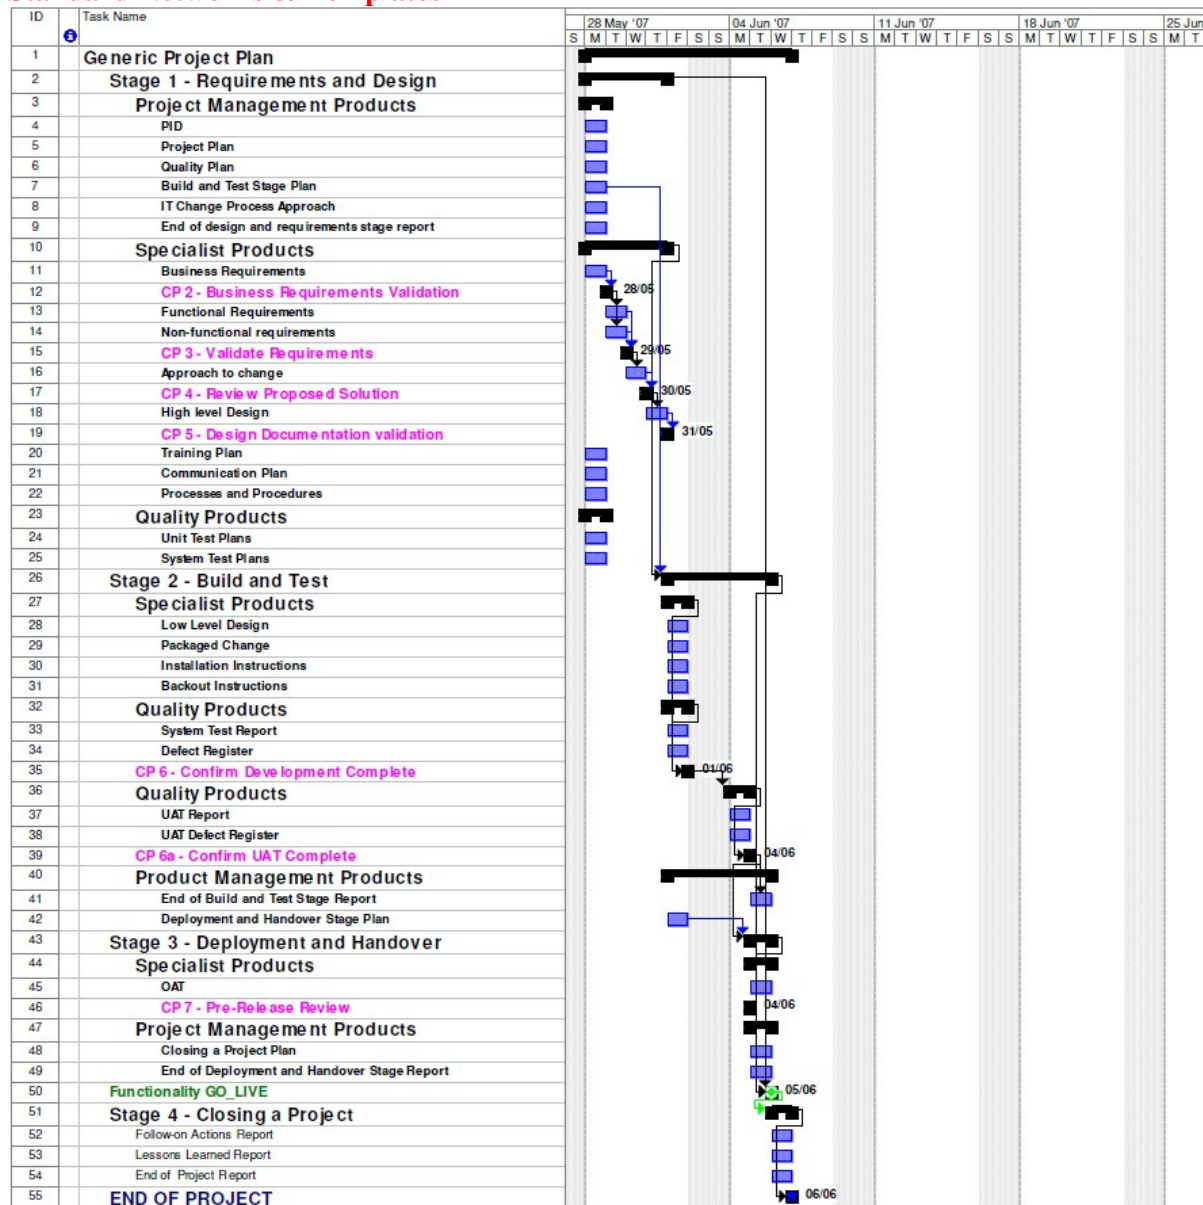 ID Task Name 28 May '07 04 Jun '07 11 Jun '07 18 Jun '07 25 Jun
S M T W T F S S M T W T F S S M T W T F S S M T W T F S S M T
1 Generic Project Plan
2 Stage 1 - Requirements and Design
3 Project Management Products
4 PID
5 Project Plan
6 Quality Plan
7 Build and Test Stage Plan
8 IT Change Process Approach
9 End of design and requirements stage report
10 Specialist Products
11 Business Requirements
12 CP 2 - Business Requirements Validation 28/05
13 Functional Requirements
14 Non-functional requirements
15 CP 3 - Validate Requirements 29/05
16 Approach to change
17 CP 4 - Review Proposed Solution 30/05
18 High level Design
19 CP 5 - Design Documentation validation 31/05
20 Training Plan
21 Communication Plan
22 Processes and Procedures
23 Quality Products
24 Unit Test Plans
25 System Test Plans
26 Stage 2 - Build and Test
27 Specialist Products
28 Low Level Design
29 Packaged Change
30 Installation Instructions
31 Backout Instructions
32 Quality Products
33 System Test Report
34 Defect Register
35 CP 6 - Confirm Development Complete 01/06
36 Quality Products
37 UAT Report
38 UAT Defect Register
39 CP 6a - Confirm UAT Complete 04/06
40 Product Management Products
41 End of Build and Test Stage Report
42 Deployment and Handover Stage Plan
43 Stage 3 - Deployment and Handover
44 Specialist Products
45 OAT
46 CP 7 - Pre-Release Review 04/06
47 Project Management Products
48 Closing a Project Plan
49 End of Deployment and Handover Stage Report
50 Functionality GO_LIVE 05/06
51 Stage 4 - Closing a Project
52 Follow-on Actions Report
53 Lessons Learned Report
54 End of Project Report
55 END OF PROJECT 06/06